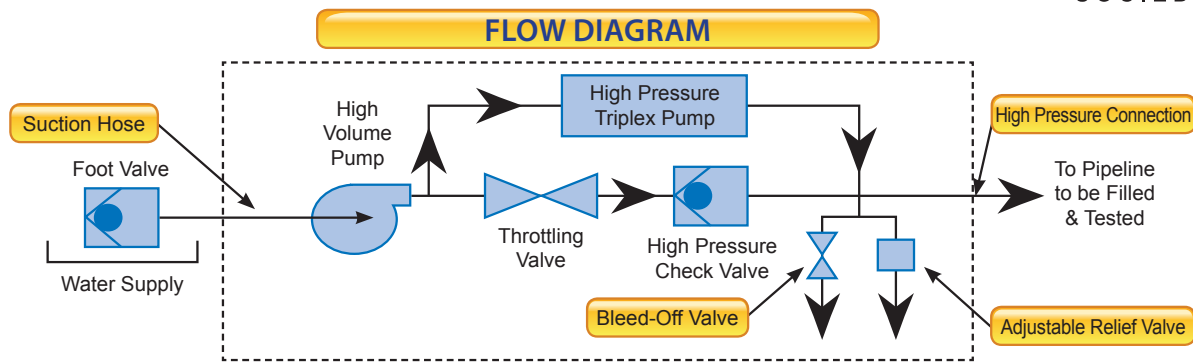 FLOW DIAGRAM
Suction Hose
Foot Valve
Water Supply
High
Volume
Pump
High Pressure
Triplex Pump
Throttling
Valve
High Pressure
Check Valve
Bleed-Off Valve
High Pressure Connection
To Pipeline
to be Filled
& Tested
Adjustable Relief Valve